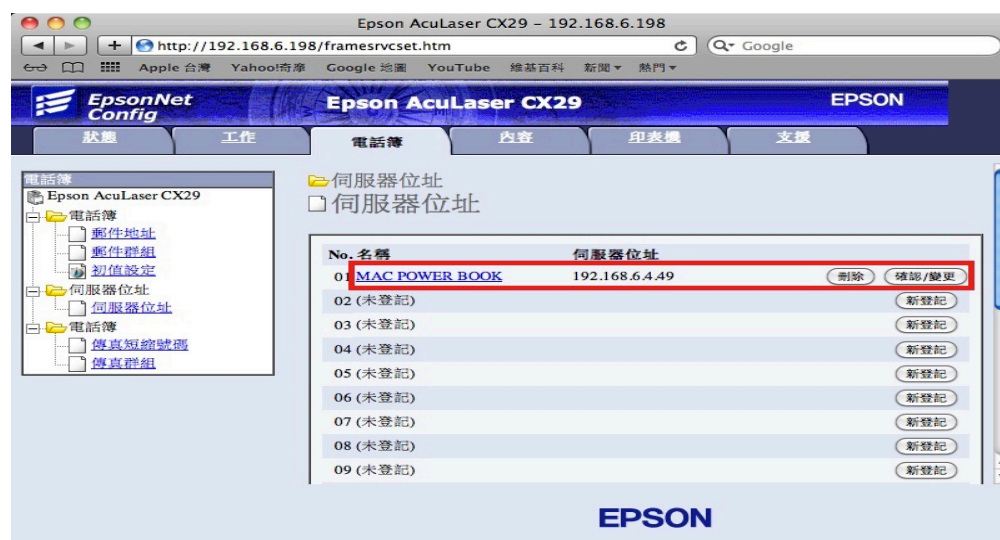 Epson AcuLaser CX29 – 192.168.6.198
http://192.168.6.198/framesrvcset.htm
Google
Apple 台灣 Yahoo!奇摩 Google 地圖 YouTube 維基百科 新聞 熱門
EpsonNet Config
Epson AcuLaser CX29
EPSON
狀態 工作 電話簿 內容 印表機 支援
電話簿
Epson AcuLaser CX29
電話簿
郵件地址
郵件群組
初值設定
伺服器位址
伺服器位址
電話簿
傳真短縮號碼
傳真群組
伺服器位址
伺服器位址
No. 名稱 伺服器位址
01 MAC POWER BOOK 192.168.6.4.49 刪除 確認/變更
02 (未登記) 新登記
03 (未登記) 新登記
04 (未登記) 新登記
05 (未登記) 新登記
06 (未登記) 新登記
07 (未登記) 新登記
08 (未登記) 新登記
09 (未登記) 新登記
EPSON